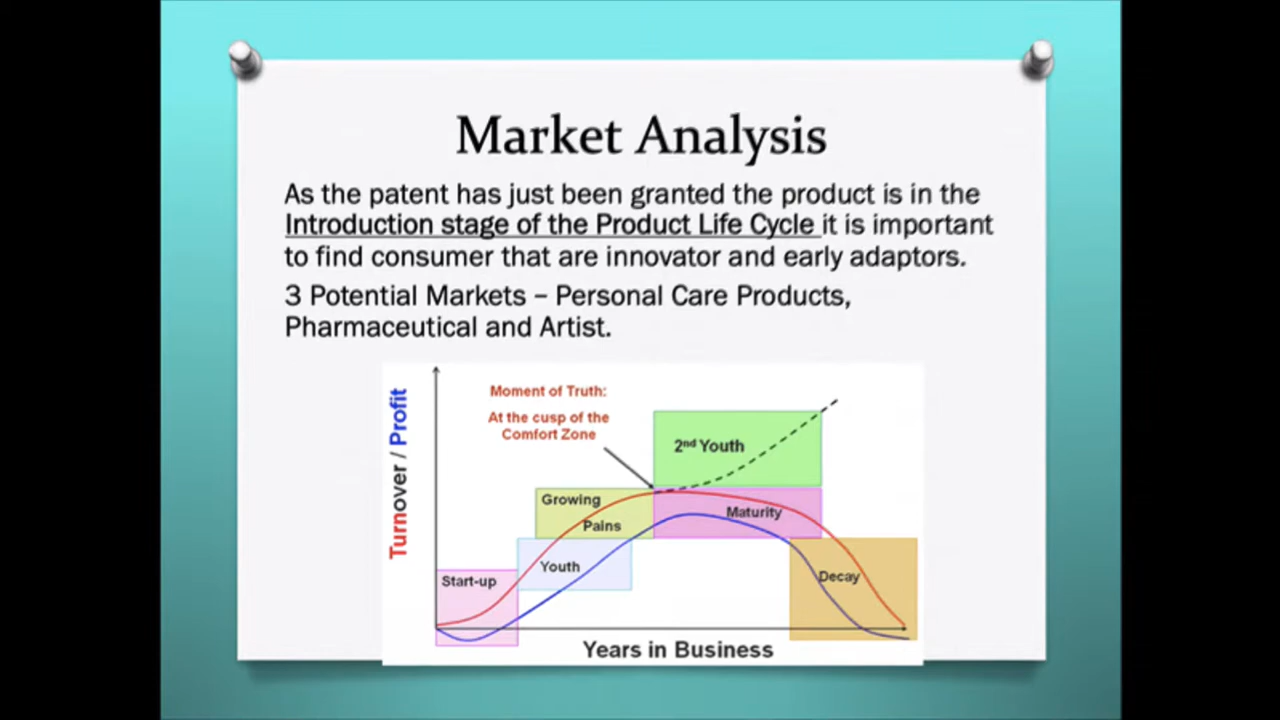 Market Analysis
As the patent has just been granted the product is in the
Introduction stage of the Product Life Cycle it is important
to find consumer that are innovator and early adaptors.
3 Potential Markets – Personal Care Products,
Pharmaceutical and Artist.
Turnover / Profit
Moment of Truth:
At the cusp of the
Comfort Zone
2nd Youth
Growing
Pains
Maturity
Youth
Start-up
Decay
Years in Business